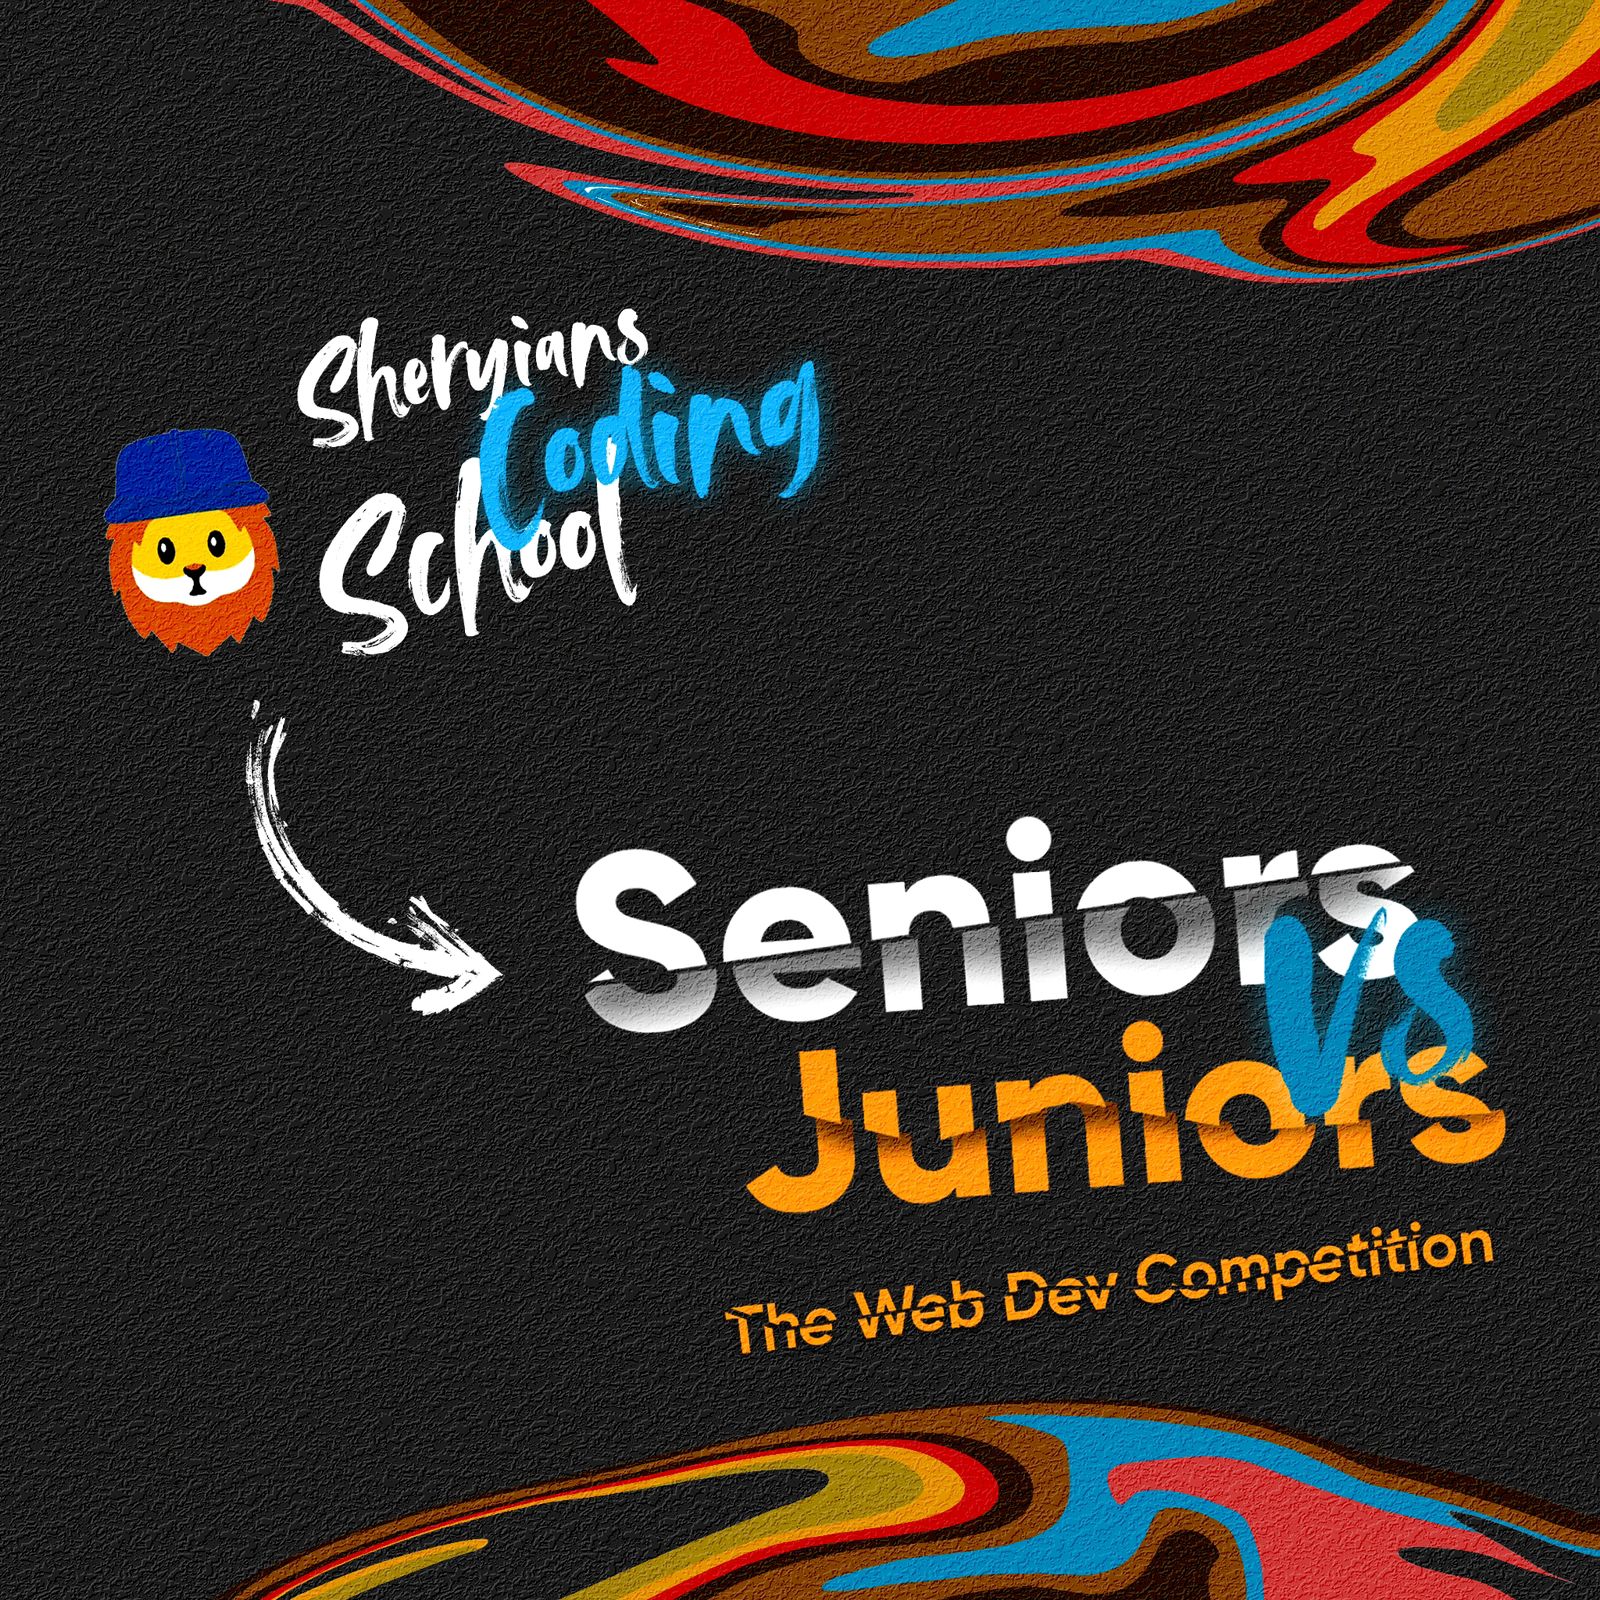 Sheryians
Coding
School
Seniors
VS
Juniors
The Web Dev Competition